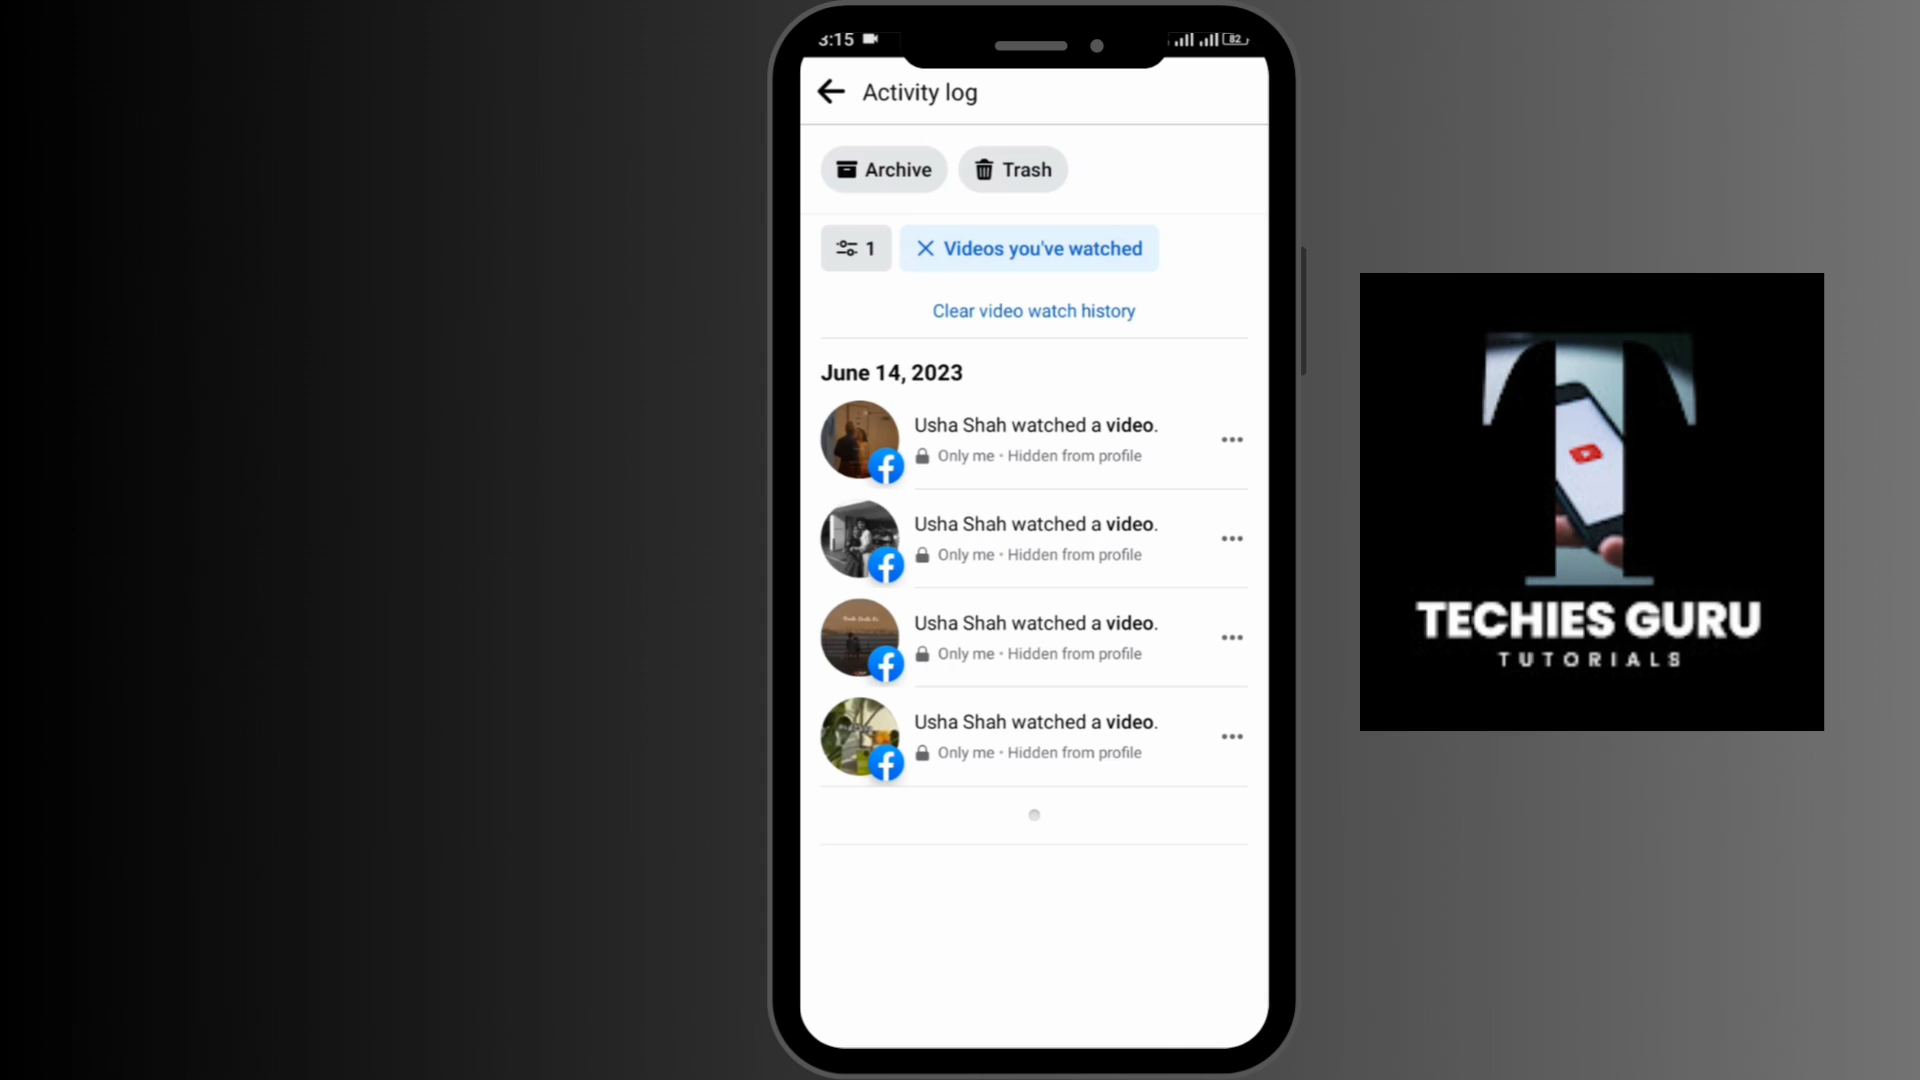 3:15
82
Activity log
Archive
Trash
1
Videos you've watched
Clear video watch history
June 14, 2023
Usha Shah watched a video.
Only me • Hidden from profile
Usha Shah watched a video.
Only me • Hidden from profile
Usha Shah watched a video.
Only me • Hidden from profile
Usha Shah watched a video.
Only me • Hidden from profile
T
TECHIES GURU
TUTORIALS